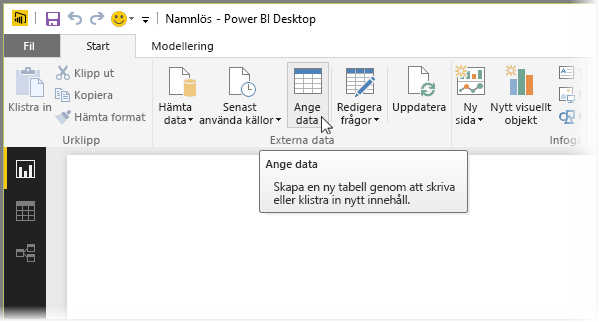 Namnlös - Power BI Desktop
Fil Start Modellering
Klistra in
Klipp ut
Kopiera
Hämta format
Urklipp
Hämta
data
Senast
använda källor
Ange
data
Redigera
frågor
Uppdatera
Externa data
Ny
sida
Nytt visuellt
objekt
Infoga
Ange data
Skapa en ny tabell genom att skriva
eller klistra in nytt innehåll.